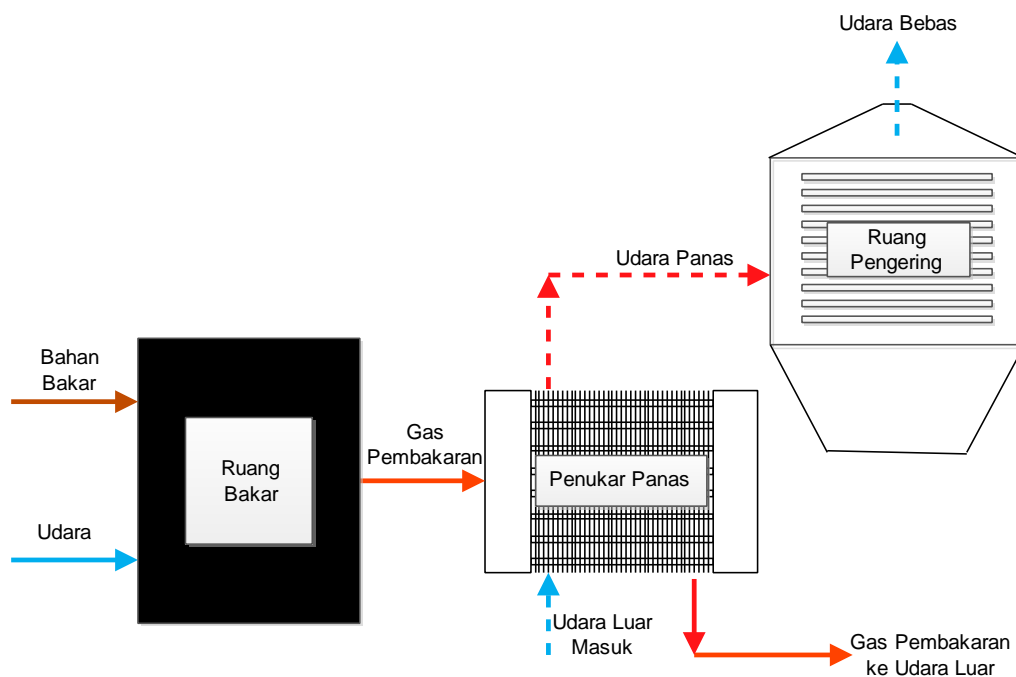 Udara Bebas
Ruang
Pengering
Udara Panas
Bahan
Bakar
Gas
Pembakaran
Ruang
Bakar
Penukar Panas
Udara
Udara Luar
Masuk
Gas Pembakaran
ke Udara Luar